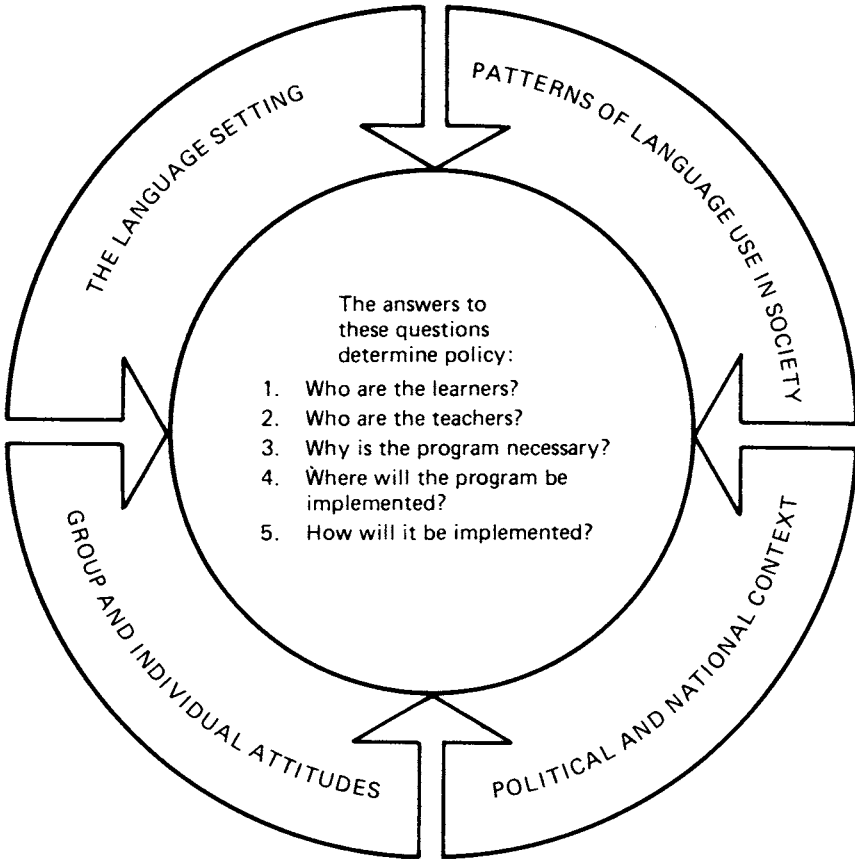 THE LANGUAGE SETTING
PATTERNS OF LANGUAGE USE IN SOCIETY
The answers to
these questions
determine policy:
1. Who are the learners?
2. Who are the teachers?
3. Why is the program necessary?
4. Where will the program be
implemented?
5. How will it be implemented?
GROUP AND INDIVIDUAL ATTITUDES
POLITICAL AND NATIONAL CONTEXT